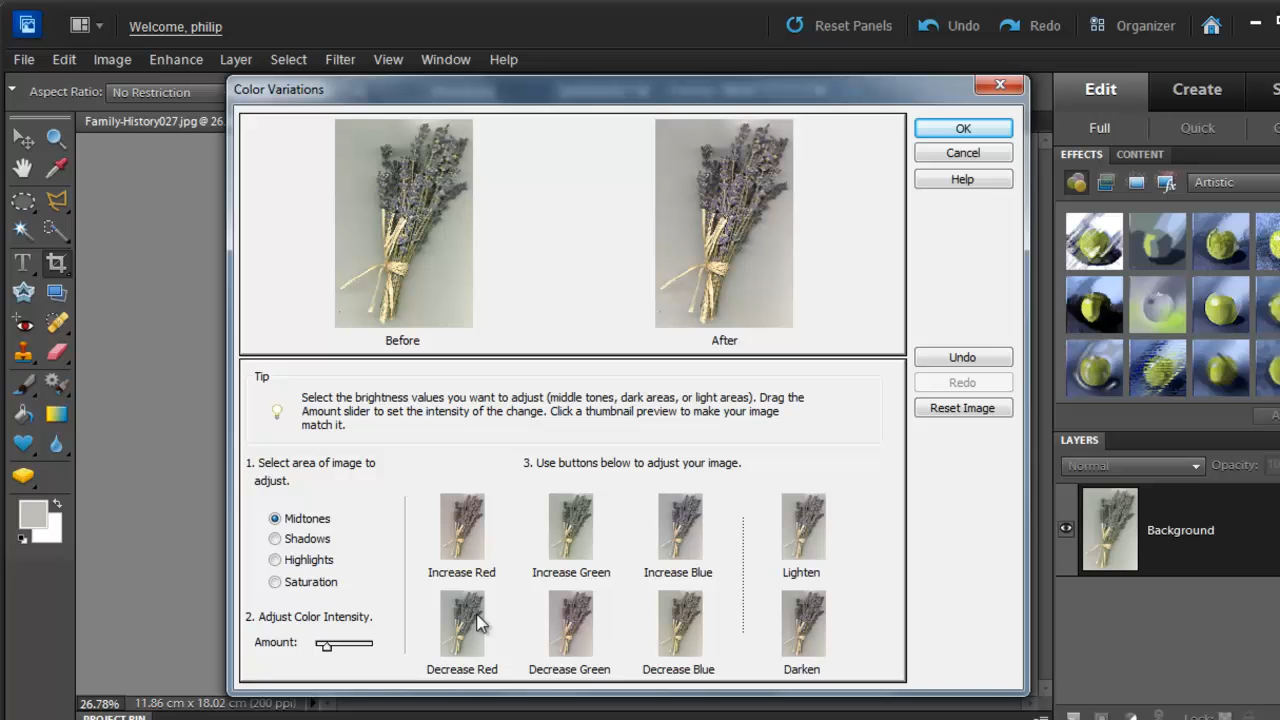 Welcome, philip
Reset Panels Undo Redo Organizer
File Edit Image Enhance Layer Select Filter View Window Help
Aspect Ratio: No Restriction
Color Variations
Edit Create
Family-History027.jpg @ 26.
Full Quick
EFFECTS CONTENT
Artistic
OK
Cancel
Help
Before After
Undo
Redo
Reset Image
Tip
Select the brightness values you want to adjust (middle tones, dark areas, or light areas). Drag the
Amount slider to set the intensity of the change. Click a thumbnail preview to make your image
match it.
1. Select area of image to
adjust.
3. Use buttons below to adjust your image.
Midtones
Shadows
Highlights
Saturation
2. Adjust Color Intensity.
Amount:
Increase Red Increase Green Increase Blue Lighten
Decrease Red Decrease Green Decrease Blue Darken
LAYERS
Normal Opacity:
Background
26.78% 11.86 cm x 18.02 cm (200 ppi)
PROJECT BIN
Lock: